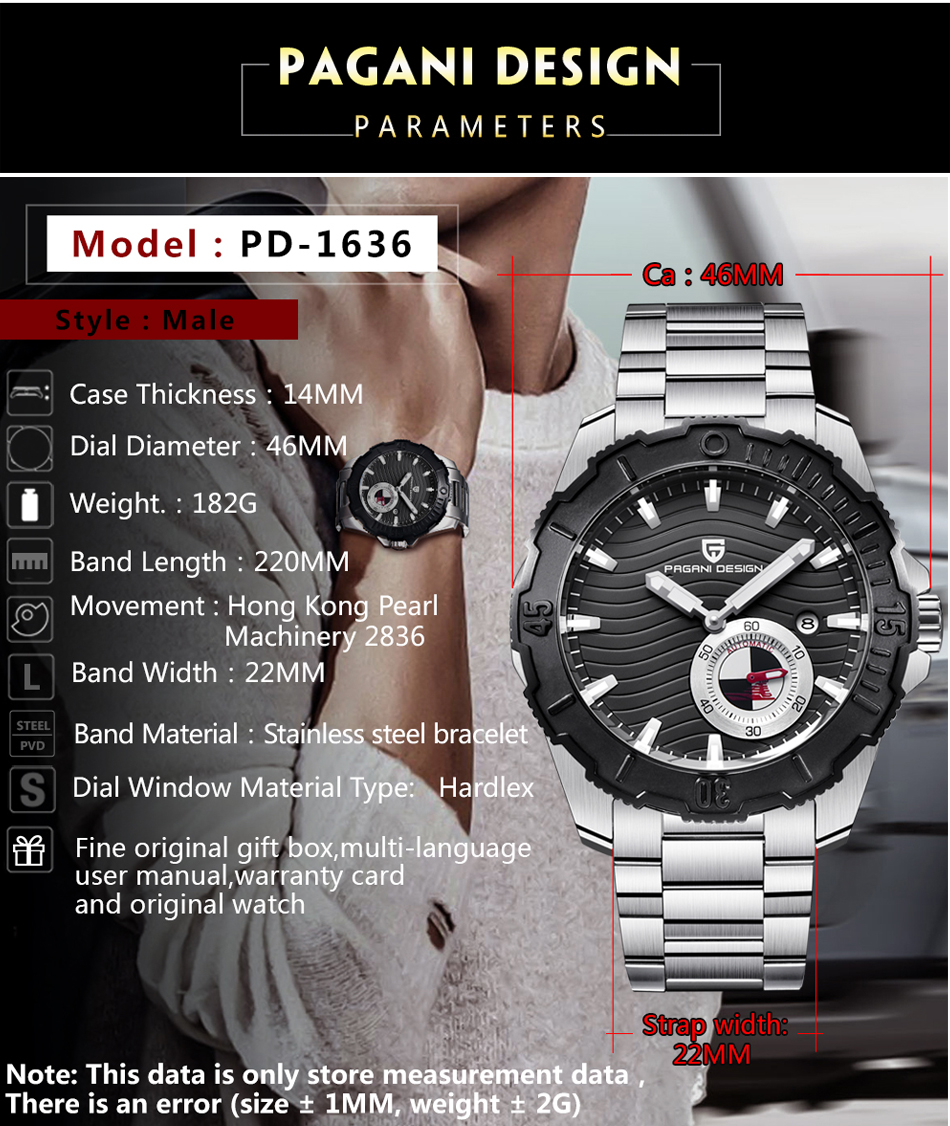 PAGANI DESIGN
PARAMETERS
Model : PD-1636
Ca : 46MM
Style : Male
Case Thickness : 14MM
Dial Diameter : 46MM
Weight. : 182G
Band Length : 220MM
Movement : Hong Kong Pearl
Machinery 2836
L
Band Width : 22MM
STEEL
PVD
Band Material : Stainless steel bracelet
S
Dial Window Material Type: Hardlex
Fine original gift box,multi-language
user manual,warranty card
and original watch
PAGANI DESIGN
45
15
30
8
60
AUTOMATIC
50
10
40
20
30
Strap width:
22MM
Note: This data is only store measurement data ,
There is an error (size ± 1MM, weight ± 2G)